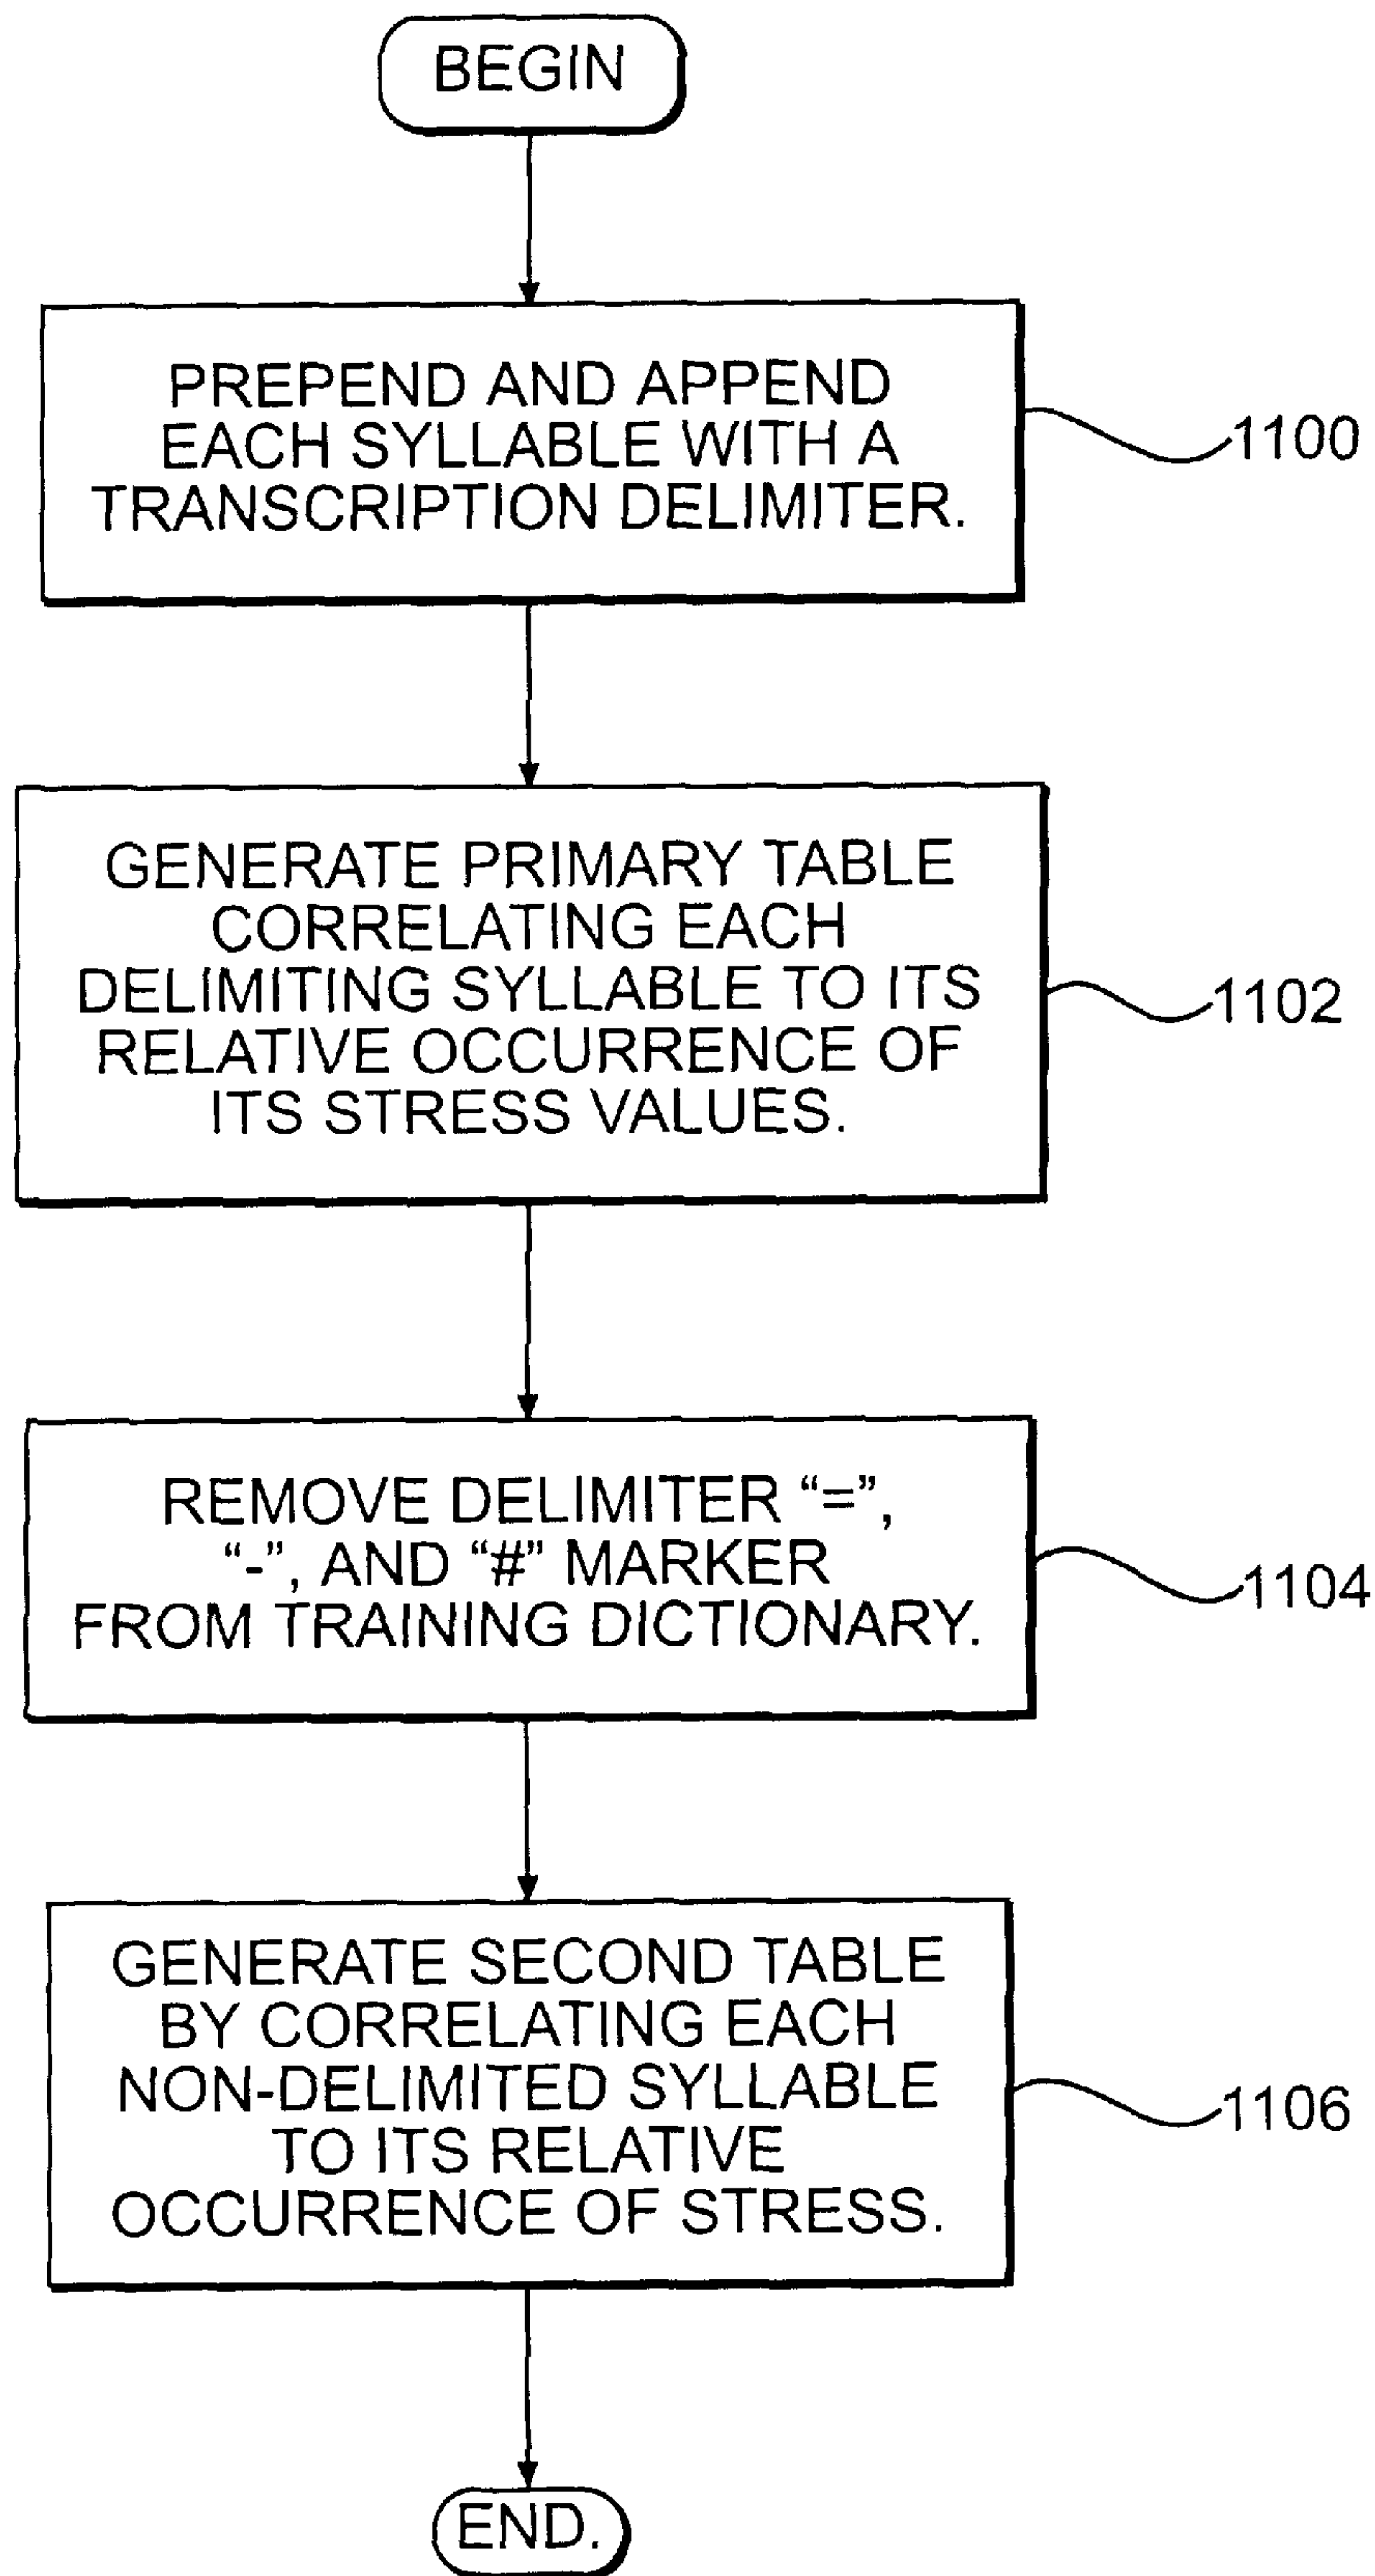 BEGIN
PREPEND AND APPEND
EACH SYLLABLE WITH A
TRANSCRIPTION DELIMITER.
1100
GENERATE PRIMARY TABLE
CORRELATING EACH
DELIMITING SYLLABLE TO ITS
RELATIVE OCCURRENCE OF
ITS STRESS VALUES.
1102
REMOVE DELIMITER “=”,
“-”, AND “#” MARKER
FROM TRAINING DICTIONARY.
1104
GENERATE SECOND TABLE
BY CORRELATING EACH
NON-DELIMITED SYLLABLE
TO ITS RELATIVE
OCCURRENCE OF STRESS.
1106
END.